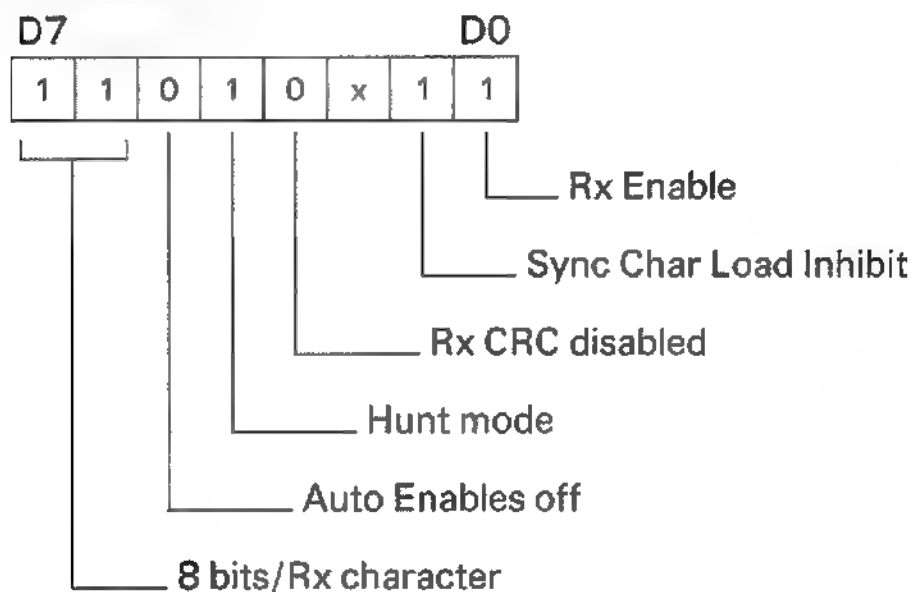 D7 D0
1 1 0 1 0 x 1 1
Rx Enable
Sync Char Load Inhibit
Rx CRC disabled
Hunt mode
Auto Enables off
8 bits/Rx character